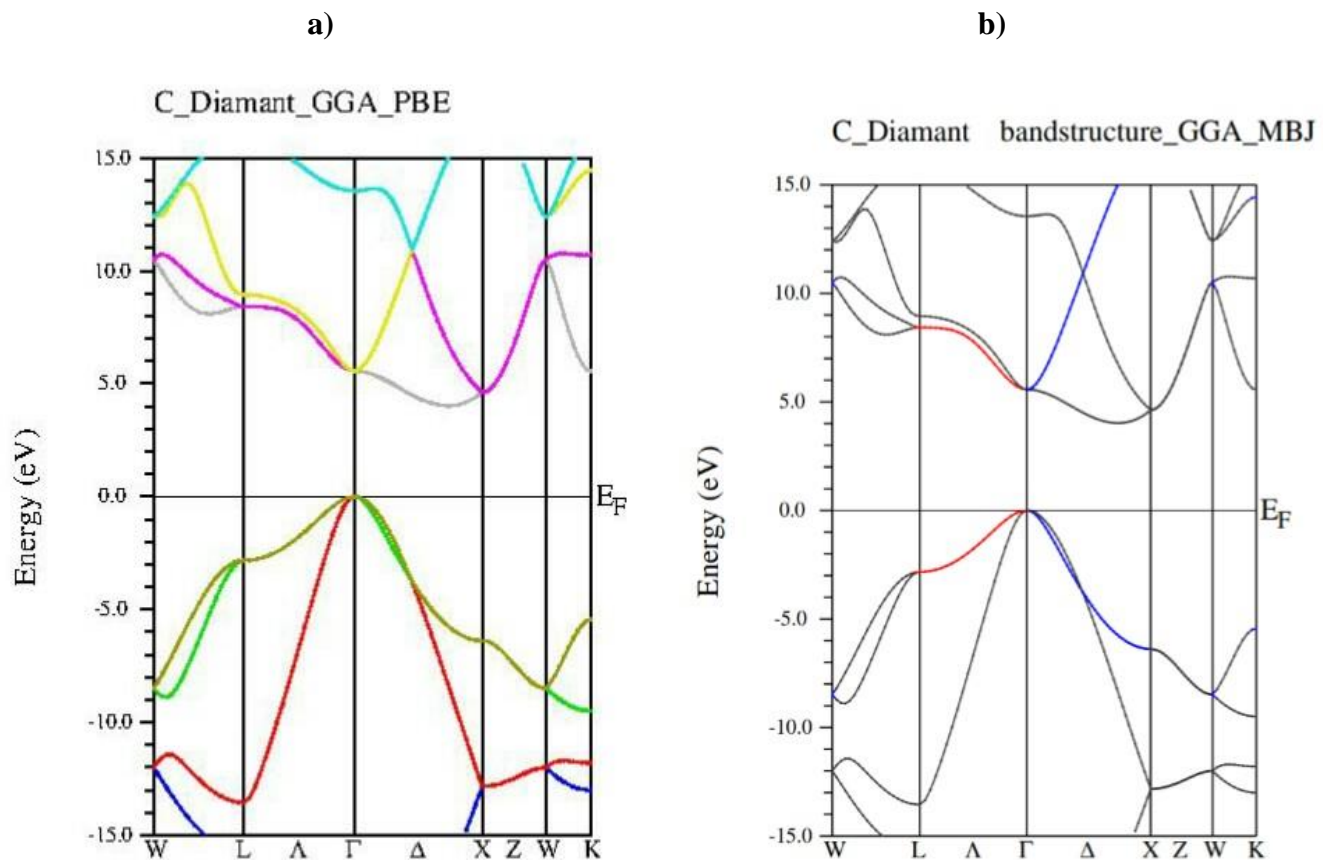 a)
C_Diamant_GGA_PBE
15.0
10.0
5.0
0.0
-5.0
-10.0
-15.0
Energy (eV)
E_F
W L Λ Γ Δ X Z W K
b)
C_Diamant bandstructure_GGA_MBJ
15.0
10.0
5.0
0.0
-5.0
-10.0
-15.0
Energy (eV)
E_F
W L Λ Γ Δ X Z W K